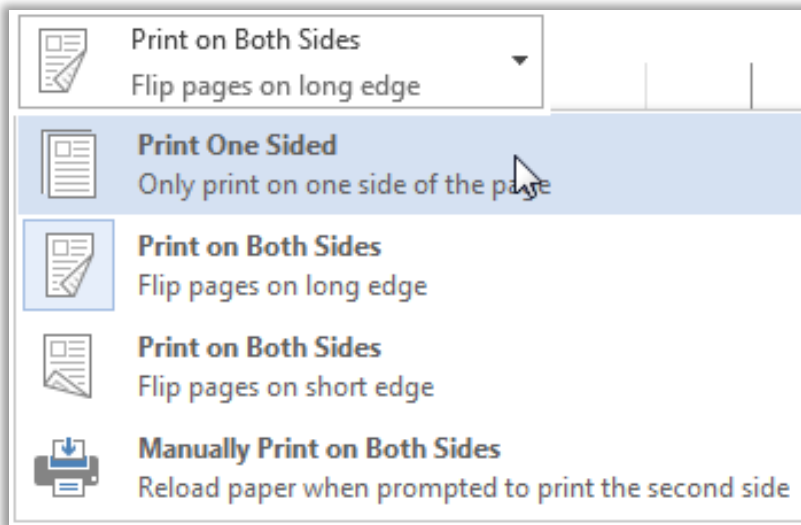 Print on Both Sides
Flip pages on long edge
Print One Sided
Only print on one side of the page
Print on Both Sides
Flip pages on long edge
Print on Both Sides
Flip pages on short edge
Manually Print on Both Sides
Reload paper when prompted to print the second side